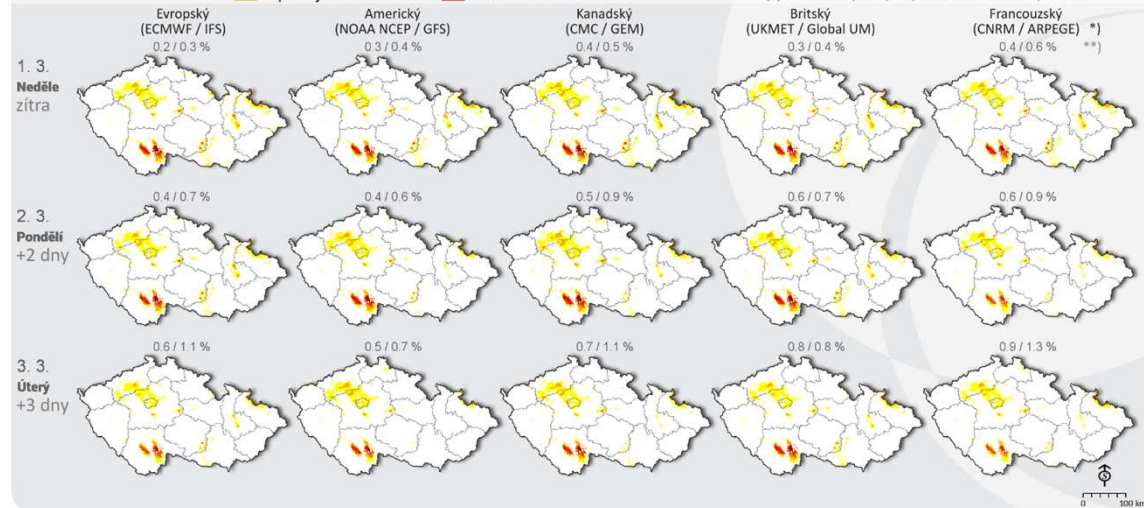 Evropský Americký Kanadský Britský Francouzský
(ECMWF / IFS) (NOAA NCEP / GFS) (CMC / GEM) (UKMET / Global UM) (CNRM / ARPEGE) *)
0.2 / 0.3 % 0.3 / 0.4 % 0.4 / 0.5 % 0.3 / 0.4 % 0.4 / 0.6 % **)
1. 3.
Neděle
zítra
0.4 / 0.7 % 0.4 / 0.6 % 0.5 / 0.9 % 0.6 / 0.7 % 0.6 / 0.9 %
2. 3.
Pondělí
+2 dny
0.6 / 1.1 % 0.5 / 0.7 % 0.7 / 1.1 % 0.8 / 0.8 % 0.9 / 1.3 %
3. 3.
Úterý
+3 dny
0 100 km